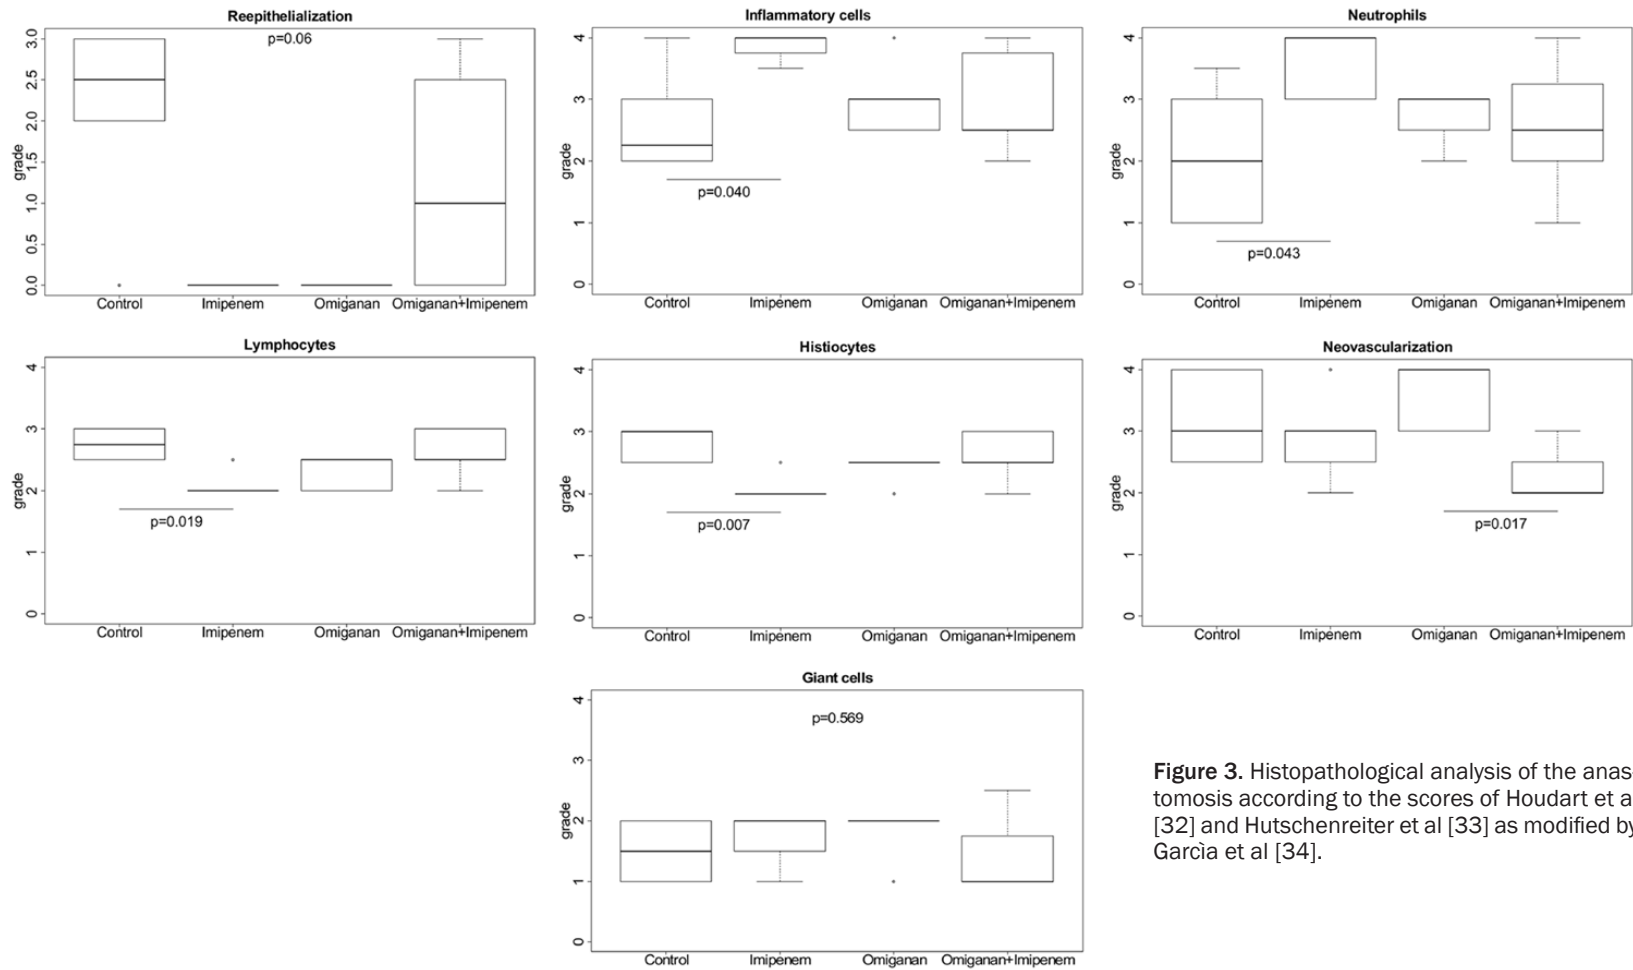 Reepithelialization
p=0.06
grade
3.0
2.5
2.0
1.5
1.0
0.5
0.0
Control Imipenem Omiganan Omiganan+Imipenem
Inflammatory cells
grade
4
3
2
1
0
p=0.040
Control Imipenem Omiganan Omiganan+Imipenem
Neutrophils
grade
4
3
2
1
0
p=0.043
Control Imipenem Omiganan Omiganan+Imipenem
Lymphocytes
grade
4
3
2
1
0
p=0.019
Control Imipenem Omiganan Omiganan+Imipenem
Histiocytes
grade
4
3
2
1
0
p=0.007
Control Imipenem Omiganan Omiganan+Imipenem
Neovascularization
grade
4
3
2
1
0
p=0.017
Control Imipenem Omiganan Omiganan+Imipenem
Giant cells
p=0.569
grade
4
3
2
1
0
Control Imipenem Omiganan Omiganan+Imipenem
Figure 3. Histopathological analysis of the anas-
tomosis according to the scores of Houdart et a
[32] and Hutschenreiter et al [33] as modified by
Garcìa et al [34].